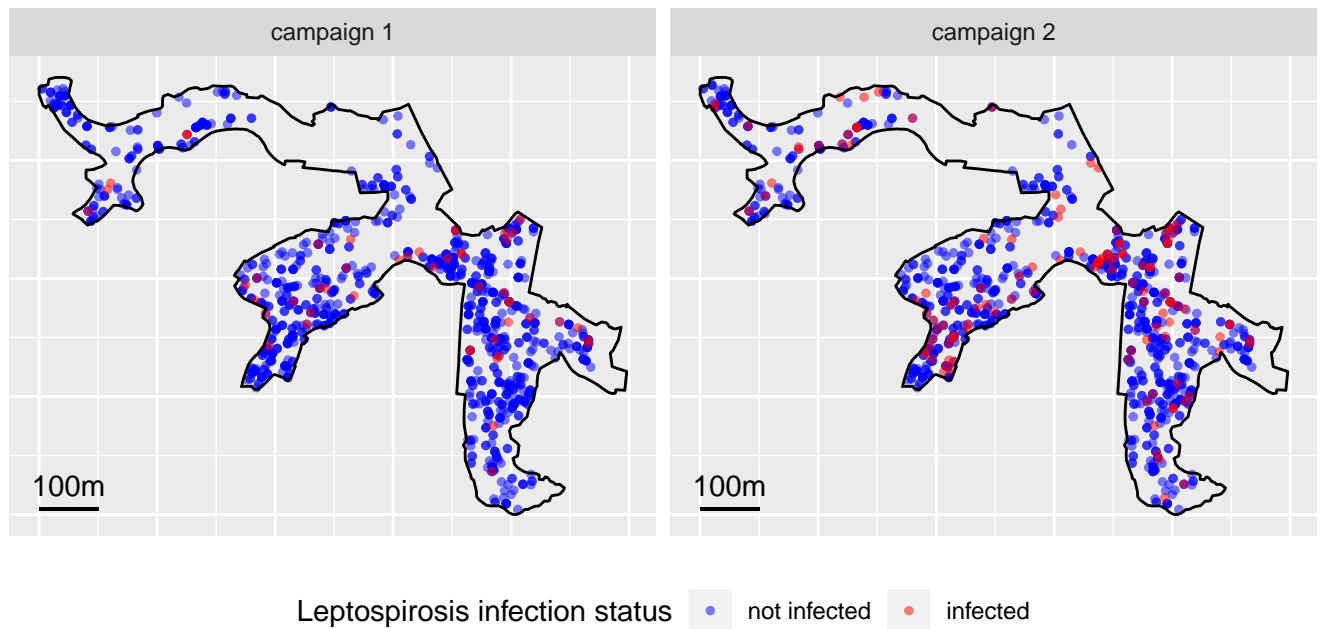 campaign 1
campaign 2
100m
100m
Leptospirosis infection status not infected infected